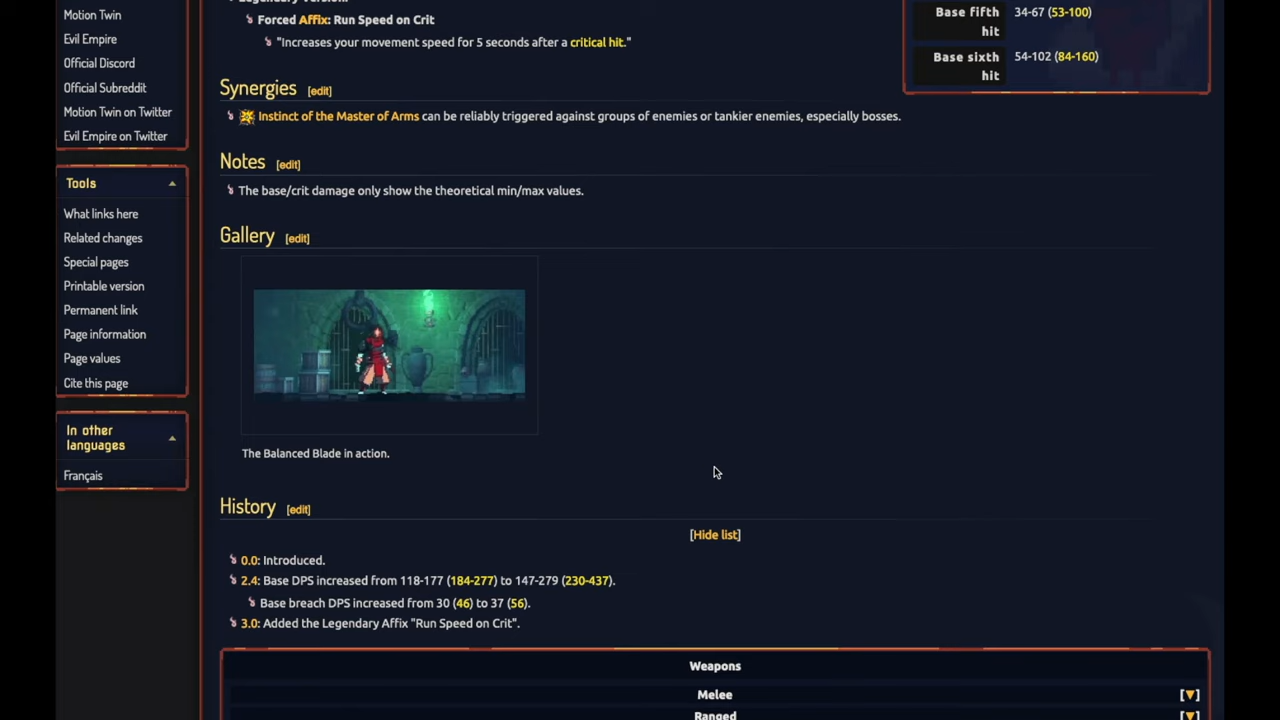 Motion Twin
Evil Empire
Official Discord
Official Subreddit
Motion Twin on Twitter
Evil Empire on Twitter
Tools
What links here
Related changes
Special pages
Printable version
Permanent link
Page information
Page values
Cite this page
In other
languages
Français
Forced Affix: Run Speed on Crit
"Increases your movement speed for 5 seconds after a critical hit."
Base fifth
hit
34-67 (53-100)
Base sixth
hit
54-102 (84-160)
Synergies [edit]
Instinct of the Master of Arms can be reliably triggered against groups of enemies or tankier enemies, especially bosses.
Notes [edit]
The base/crit damage only show the theoretical min/max values.
Gallery [edit]
The Balanced Blade in action.
History [edit]
[Hide list]
0.0: Introduced.
2.4: Base DPS increased from 118-177 (184-277) to 147-279 (230-437).
Base breach DPS increased from 30 (46) to 37 (56).
3.0: Added the Legendary Affix "Run Speed on Crit".
Weapons
Melee [▼]
Ranged [▼]